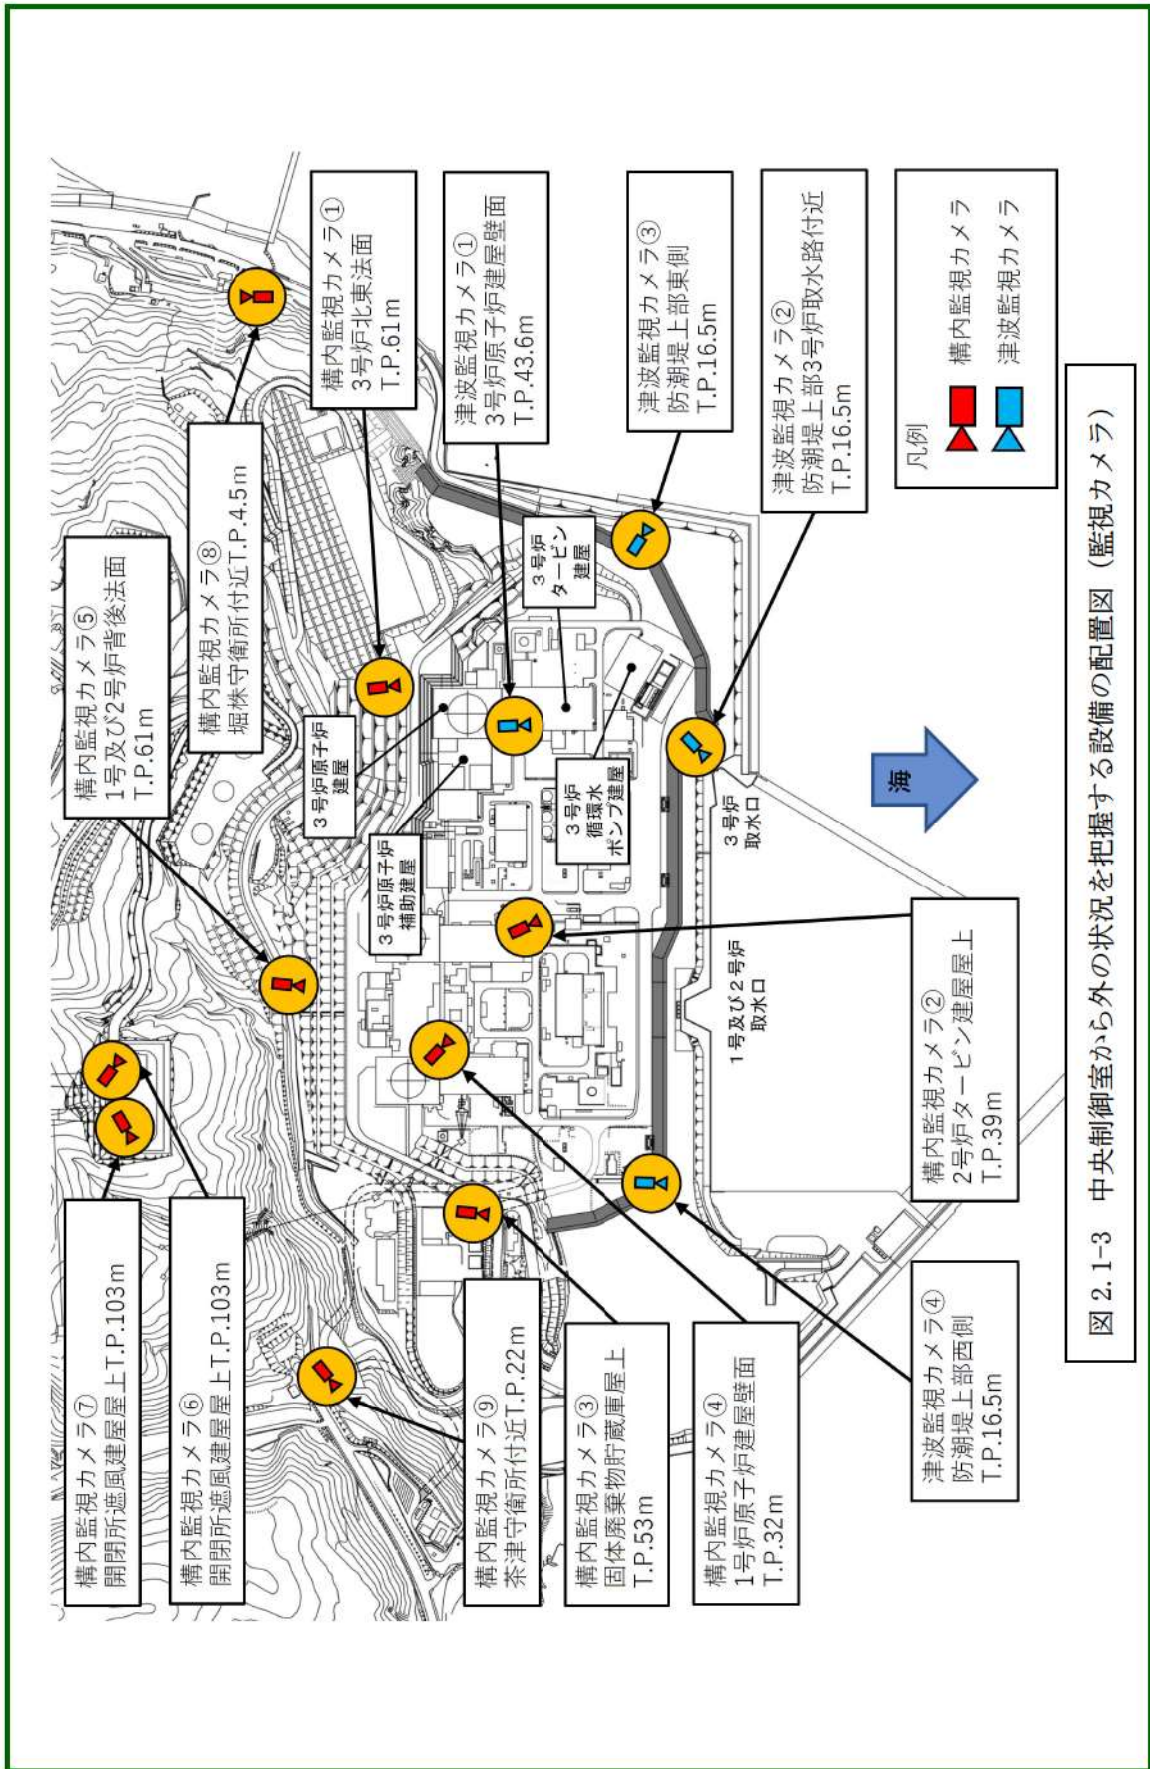 構内監視カメラ⑦
開閉所遮風建屋屋上T.P.103m
構内監視カメラ⑥
開閉所遮風建屋屋上T.P.103m
構内監視カメラ⑤
1号及び2号炉背後法面
T.P.61m
構内監視カメラ⑧
堀株守衛所付近T.P.4.5m
構内監視カメラ①
3号炉北東法面
T.P.61m
津波監視カメラ①
3号炉原子炉建屋壁面
T.P.43.6m
津波監視カメラ③
防潮堤上部東側
T.P.16.5m
津波監視カメラ②
防潮堤上部3号炉取水路付近
T.P.16.5m
3号炉原子炉
建屋
3号炉原子炉
補助建屋
3号炉
タービン
建屋
3号炉
循環水
ポンプ建屋
3号炉
取水口
1号及び2号炉
取水口
海
構内監視カメラ⑨
茶津守衛所付近T.P.22m
構内監視カメラ③
固体廃棄物貯蔵庫屋上
T.P.53m
構内監視カメラ④
1号炉原子炉建屋壁面
T.P.32m
津波監視カメラ④
防潮堤上部西側
T.P.16.5m
構内監視カメラ②
2号炉タービン建屋屋上
T.P.39m
凡例
構内監視カメラ
津波監視カメラ
図 2.1-3 中央制御室から外の状況を把握する設備の配置図（監視カメラ）